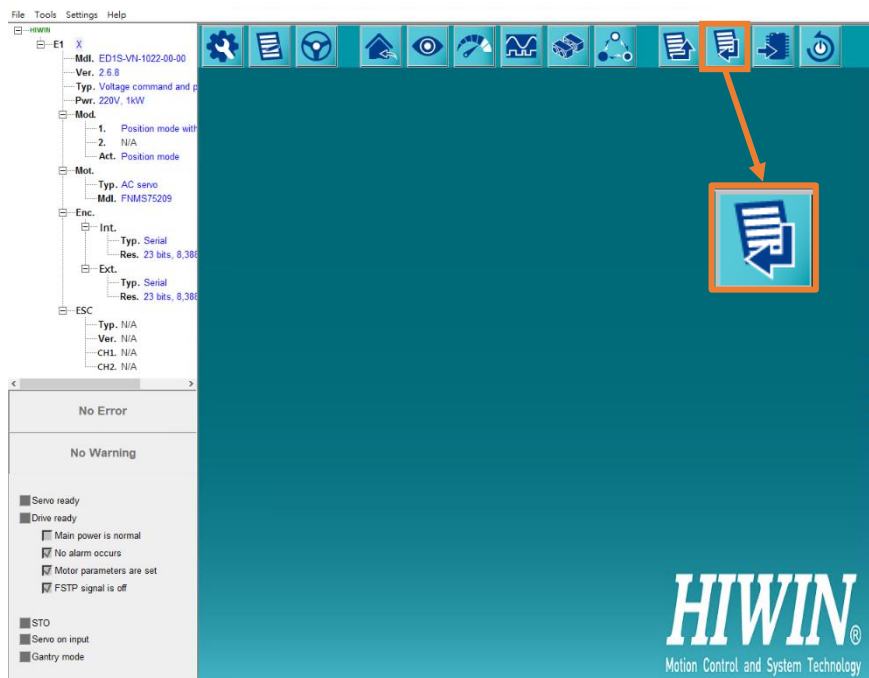 File Tools Settings Help
HIWIN
E1 X
Mdl. ED1S-VN-1022-00-00
Ver. 2.6.8
Typ. Voltage command and p
Pwr. 220V, 1kW
Mod.
1. Position mode with
2. N/A
Act. Position mode
Mot.
Typ. AC servo
Mdl. FNMS75209
Enc.
Int.
Typ. Serial
Res. 23 bits, 8,388
Ext.
Typ. Serial
Res. 23 bits, 8,388
ESC
Typ. N/A
Ver. N/A
CH1. N/A
CH2. N/A
No Error
No Warning
Servo ready
Drive ready
Main power is normal
No alarm occurs
Motor parameters are set
FSTP signal is off
STO
Servo on input
Gantry mode
HIWIN®
Motion Control and System Technology